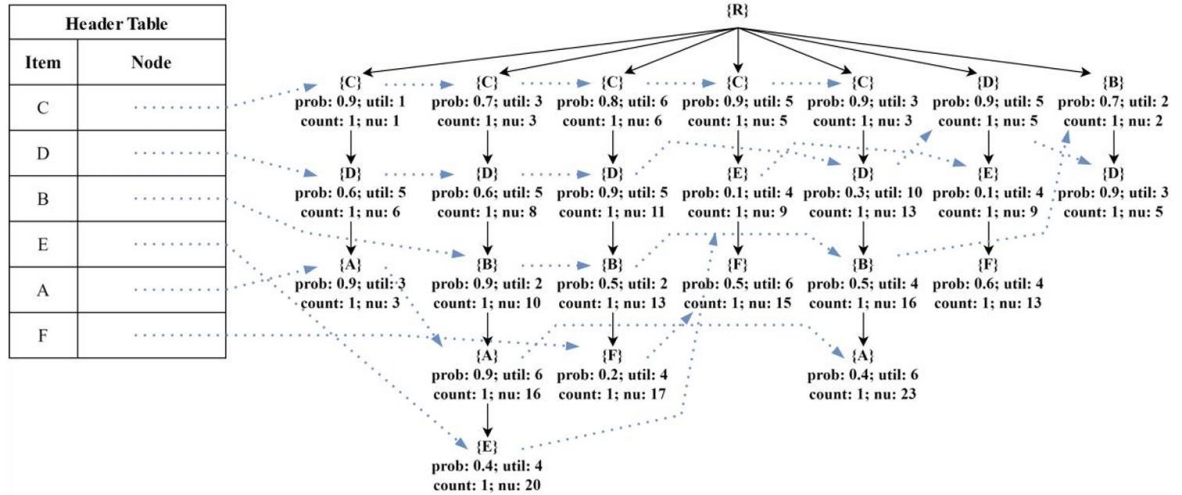 {R}
Header Table
Item Node
C
D
B
E
A
F
{C} {C} {C} {C} {C} {D} {B}
prob: 0.9; util: 1 prob: 0.7; util: 3 prob: 0.8; util: 6 prob: 0.9; util: 5 prob: 0.9; util: 3 prob: 0.9; util: 5 prob: 0.7; util: 2
count: 1; nu: 1 count: 1; nu: 3 count: 1; nu: 6 count: 1; nu: 5 count: 1; nu: 3 count: 1; nu: 5 count: 1; nu: 2
{D} {D} {D} {E} {D} {E} {D}
prob: 0.6; util: 5 prob: 0.6; util: 5 prob: 0.9; util: 5 prob: 0.1; util: 4 prob: 0.3; util: 10 prob: 0.1; util: 4 prob: 0.9; util: 3
count: 1; nu: 6 count: 1; nu: 8 count: 1; nu: 11 count: 1; nu: 9 count: 1; nu: 13 count: 1; nu: 9 count: 1; nu: 5
{A} {B} {B} {F} {B} {F}
prob: 0.9; util: 3 prob: 0.9; util: 2 prob: 0.5; util: 2 prob: 0.5; util: 6 prob: 0.5; util: 4 prob: 0.6; util: 4
count: 1; nu: 3 count: 1; nu: 10 count: 1; nu: 13 count: 1; nu: 15 count: 1; nu: 16 count: 1; nu: 13
{A} {F} {A}
prob: 0.9; util: 6 prob: 0.2; util: 4 prob: 0.4; util: 6
count: 1; nu: 16 count: 1; nu: 17 count: 1; nu: 23
{E}
prob: 0.4; util: 4
count: 1; nu: 20